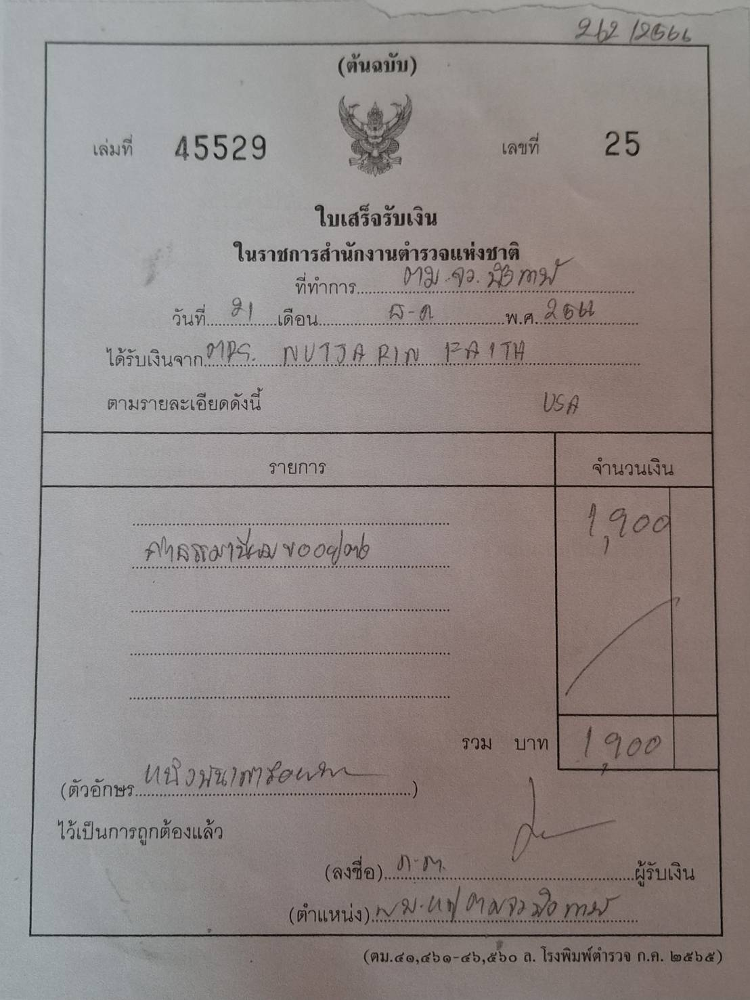 262/2566
(ต้นฉบับ)
เล่มที่ 45529 เลขที่ 25
ใบเสร็จรับเงิน
ในราชการสำนักงานตำรวจแห่งชาติ
ที่ทำการ ตม.จว.
วันที่ 21 เดือน ธ.ค. พ.ศ.
ได้รับเงินจาก MRS. NUTJARIN FAITH
ตามรายละเอียดดังนี้ USA
รายการ จำนวนเงิน
1,900
ค่าธรรมเนียมขออยู่ต่อ
รวม บาท 1,900
(ตัวอักษร หนึ่งพันเก้าร้อยบาท)
ไว้เป็นการถูกต้องแล้ว
(ลงชื่อ) ผู้รับเงิน
(ตำแหน่ง)
(ตม.๔๑,๔๖๑-๔๖,๕๖๐ ล. โรงพิมพ์ตำรวจ ก.ค. ๒๕๖๕)